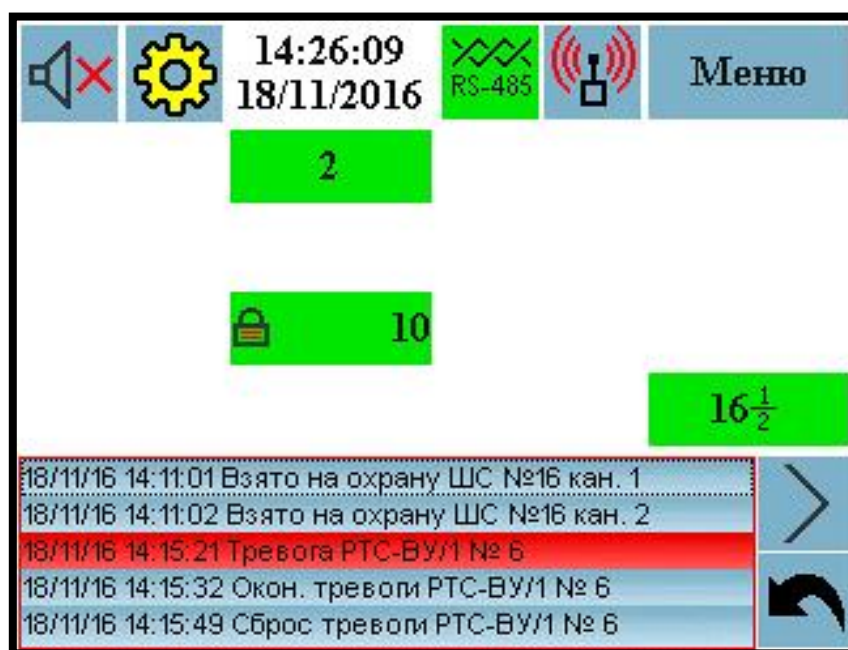 14:26:09
18/11/2016
RS-485
Меню
2
10
16 1/2
18/11/16 14:11:01 Взято на охрану ШС №16 кан. 1
18/11/16 14:11:02 Взято на охрану ШС №16 кан. 2
18/11/16 14:15:21 Тревога РТС-ВУ/1 № 6
18/11/16 14:15:32 Окон. тревоги РТС-ВУ/1 № 6
18/11/16 14:15:49 Сброс тревоги РТС-ВУ/1 № 6